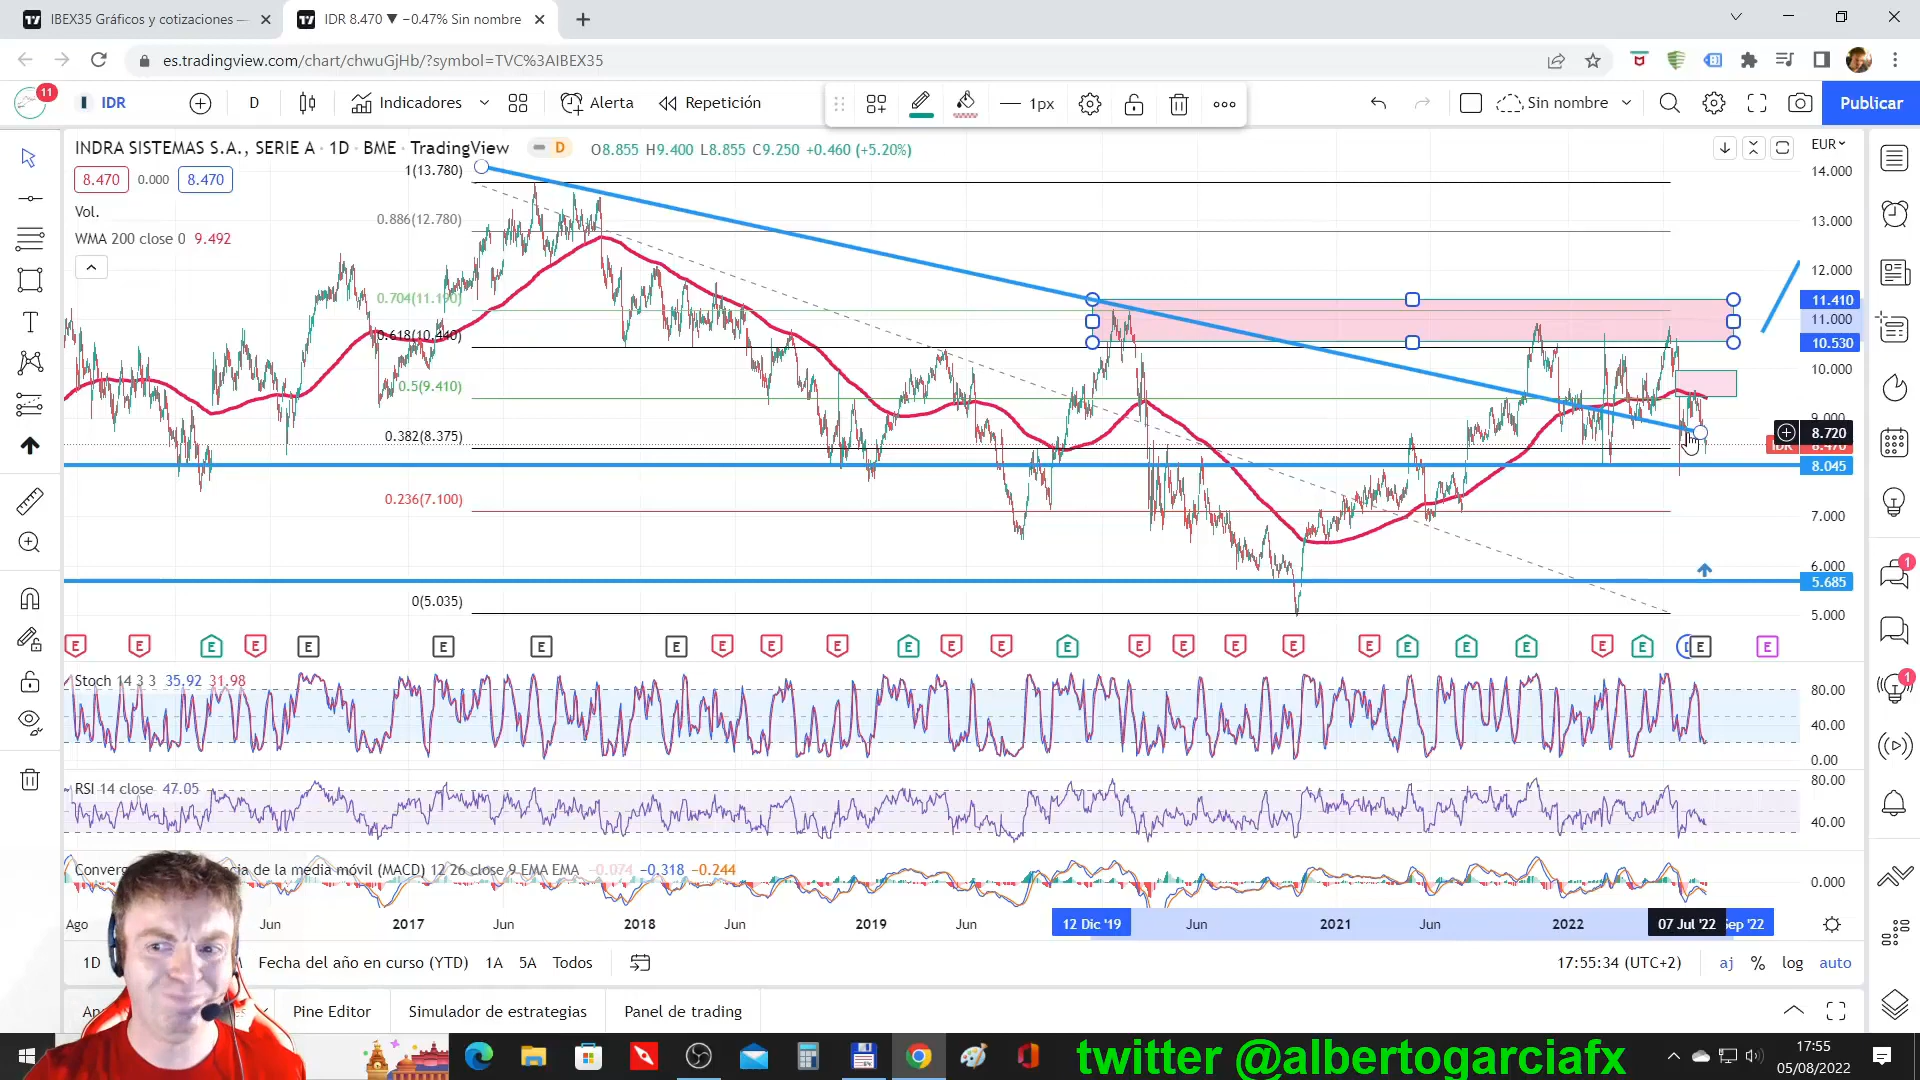 IBEX35 Gráficos y cotizaciones —
IDR 8.470 ▼ −0.47% Sin nombre
es.tradingview.com/chart/chwuGjHb/?symbol=TVC%3AIBEX35
11
IDR
D
Indicadores
Alerta
Repetición
1px
Sin nombre
Publicar
INDRA SISTEMAS S.A., SERIE A · 1D · BME · TradingView
D
O8.855 H9.400 L8.855 C9.250 +0.460 (+5.20%)
EUR
8.470 0.000 8.470
Vol.
WMA 200 close 0 9.492
1(13.780)
0.886(12.780)
0.704(11.190)
0.618(10.440)
0.5(9.410)
0.382(8.375)
0.236(7.100)
0(5.035)
14.000
13.000
12.000
11.410
11.000
10.530
10.000
9.000
8.720
IDR 8.470
8.045
7.000
6.000
5.685
5.000
E E E E E E E E E E E E E E E E E E E E E E E E E E
Stoch 14 3 3 35.92 31.98
80.00
40.00
0.00
RSI 14 close 47.05
80.00
40.00
Converg cia de la media móvil (MACD) 12 26 close 9 EMA EMA −0.074 −0.318 −0.244
0.000
Ago Jun 2017 Jun 2018 Jun 2019 Jun 12 Dic '19 Jun 2021 Jun 2022 07 Jul '22 Sep '22
1D Fecha del año en curso (YTD) 1A 5A Todos
17:55:34 (UTC+2) aj % log auto
Pine Editor Simulador de estrategias Panel de trading
1
1
twitter @albertogarciafx
17:55
05/08/2022